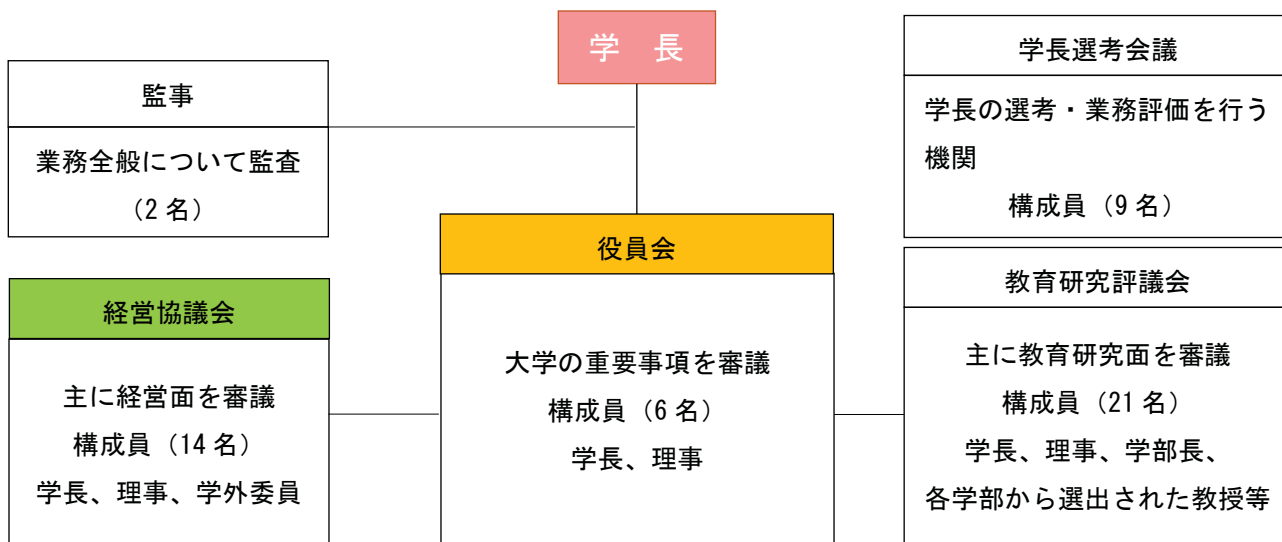 学　長
監事
業務全般について監査
（2 名）
学長選考会議
学長の選考・業務評価を行う
機関
構成員（9 名）
経営協議会
主に経営面を審議
構成員（14 名）
学長、理事、学外委員
役員会
大学の重要事項を審議
構成員（6 名）
学長、理事
教育研究評議会
主に教育研究面を審議
構成員（21 名）
学長、理事、学部長、
各学部から選出された教授等